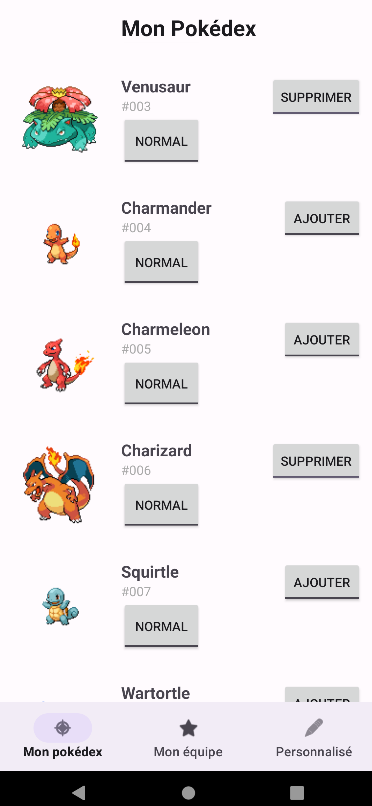 Mon Pokédex
Venusaur
SUPPRIMER
#003
NORMAL
Charmander
AJOUTER
#004
NORMAL
Charmeleon
AJOUTER
#005
NORMAL
Charizard
SUPPRIMER
#006
NORMAL
Squirtle
AJOUTER
#007
NORMAL
Wartortle
AJOUTER
Mon pokédex
Mon équipe
Personnalisé